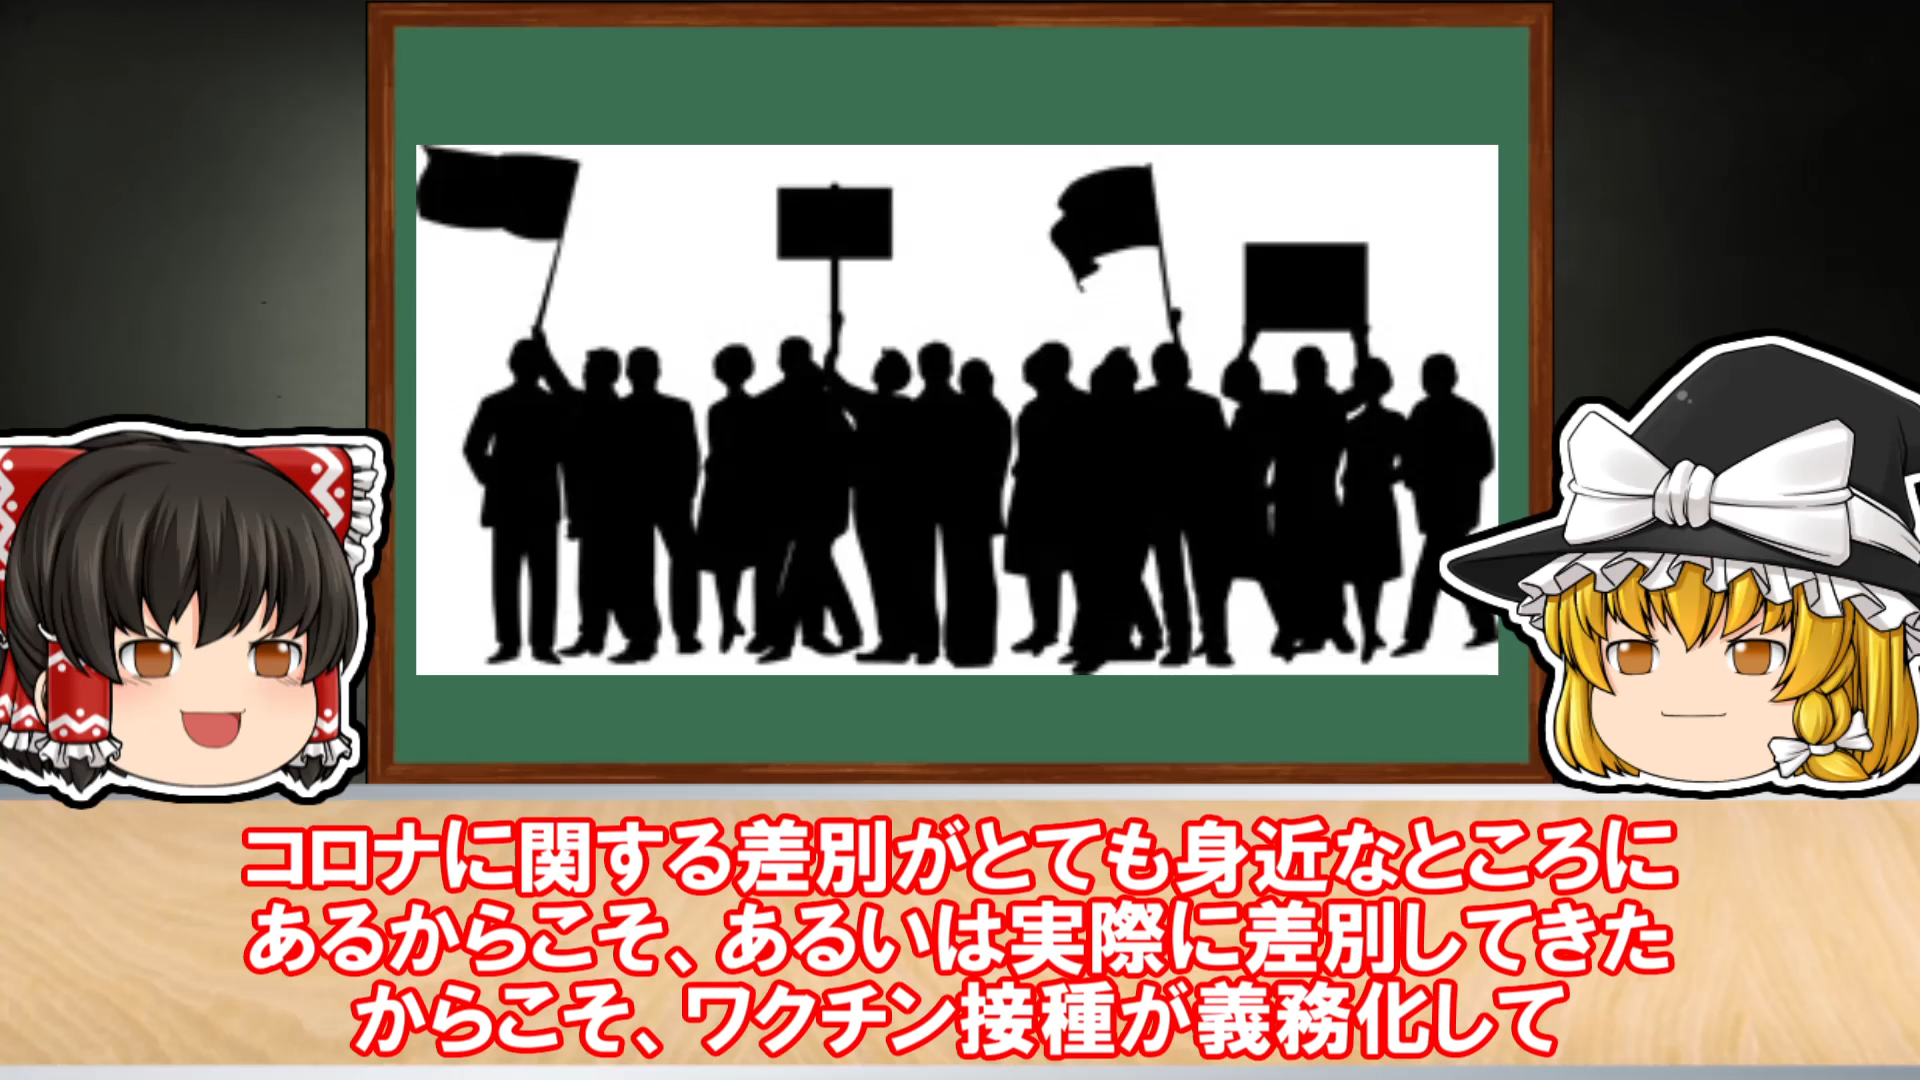 コロナに関する差別がとても身近なところに
あるからこそ、あるいは実際に差別してきた
からこそ、ワクチン接種が義務化して